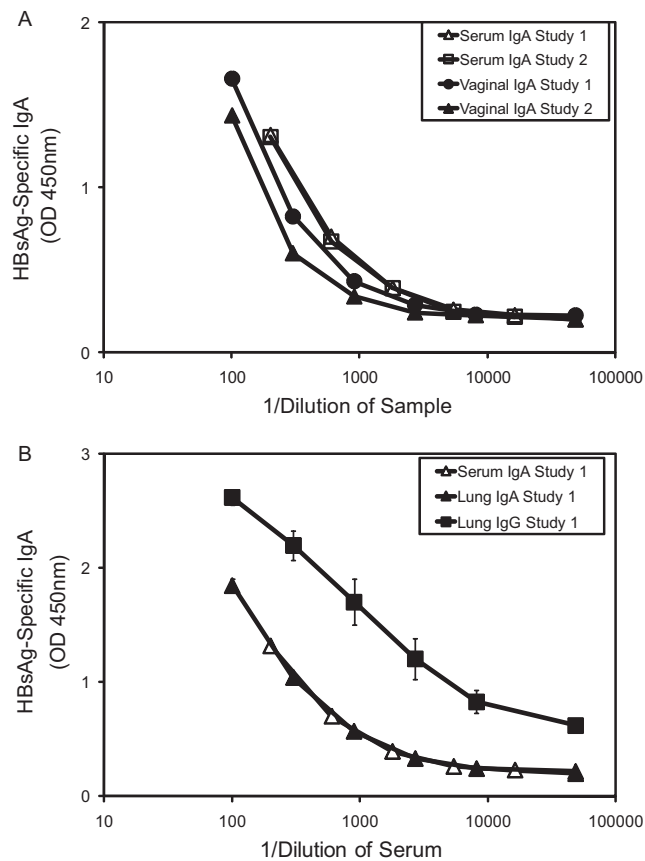 A
2
1
0
HBsAg-Specific IgA
(OD 450nm)
Serum IgA Study 1
Serum IgA Study 2
Vaginal IgA Study 1
Vaginal IgA Study 2
10 100 1000 10000 100000
1/Dilution of Sample
B
3
2
1
0
HBsAg-Specific IgA
(OD 450nm)
Serum IgA Study 1
Lung IgA Study 1
Lung IgG Study 1
10 100 1000 10000 100000
1/Dilution of Serum